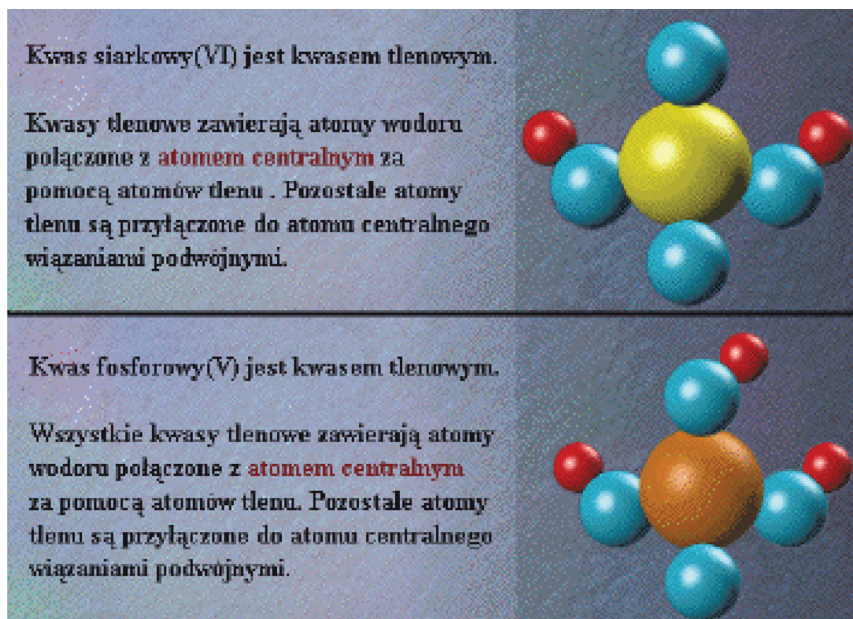 Kwas siarkowy(VI) jest kwasem tlenowym.
Kwasy tlenowe zawierają atomy wodoru
połączone z atomem centralnym za
pomocą atomów tlenu . Pozostałe atomy
tlenu są przyłączone do atomu centralnego
wiązaniami podwójnymi.
Kwas fosforowy(V) jest kwasem tlenowym.
Wszystkie kwasy tlenowe zawierają atomy
wodoru połączone z atomem centralnym
za pomocą atomów tlenu. Pozostałe atomy
tlenu są przyłączone do atomu centralnego
wiązaniami podwójnymi.